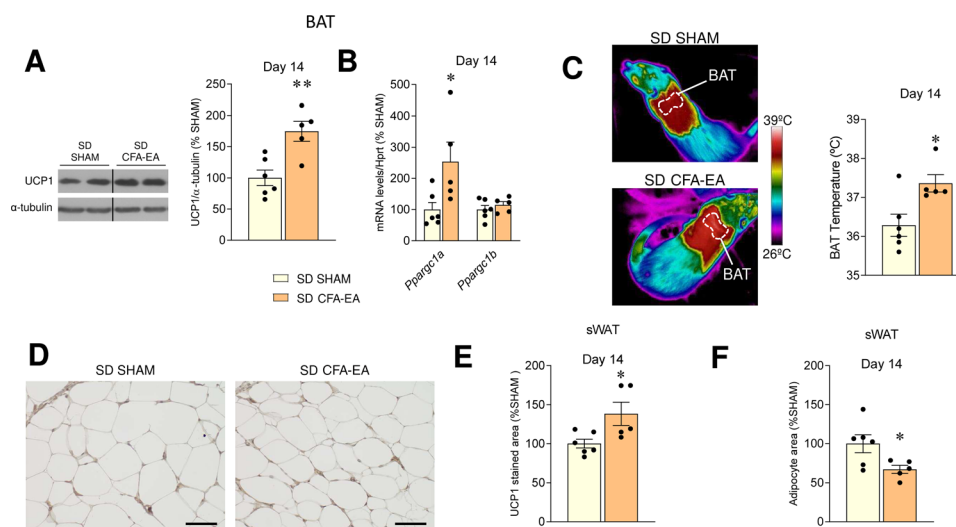 BAT
A
Day 14
**
UCP1/α-tubulin (% SHAM)
250
200
150
100
50
0
SD
SHAM
SD
CFA-EA
UCP1
α-tubulin
B
Day 14
*
mRNA levels/Hprt (% SHAM)
500
400
300
200
100
0
Ppargc1a
Ppargc1b
SD SHAM
SD CFA-EA
C
SD SHAM
BAT
SD CFA-EA
BAT
39ºC
26ºC
Day 14
*
BAT Temperature (ºC)
39
38
37
36
35
D
SD SHAM
SD CFA-EA
E
sWAT
Day 14
*
UCP1 stained area (%SHAM)
200
150
100
50
0
F
sWAT
Day 14
*
Adipocyte area (%SHAM)
200
150
100
50
0